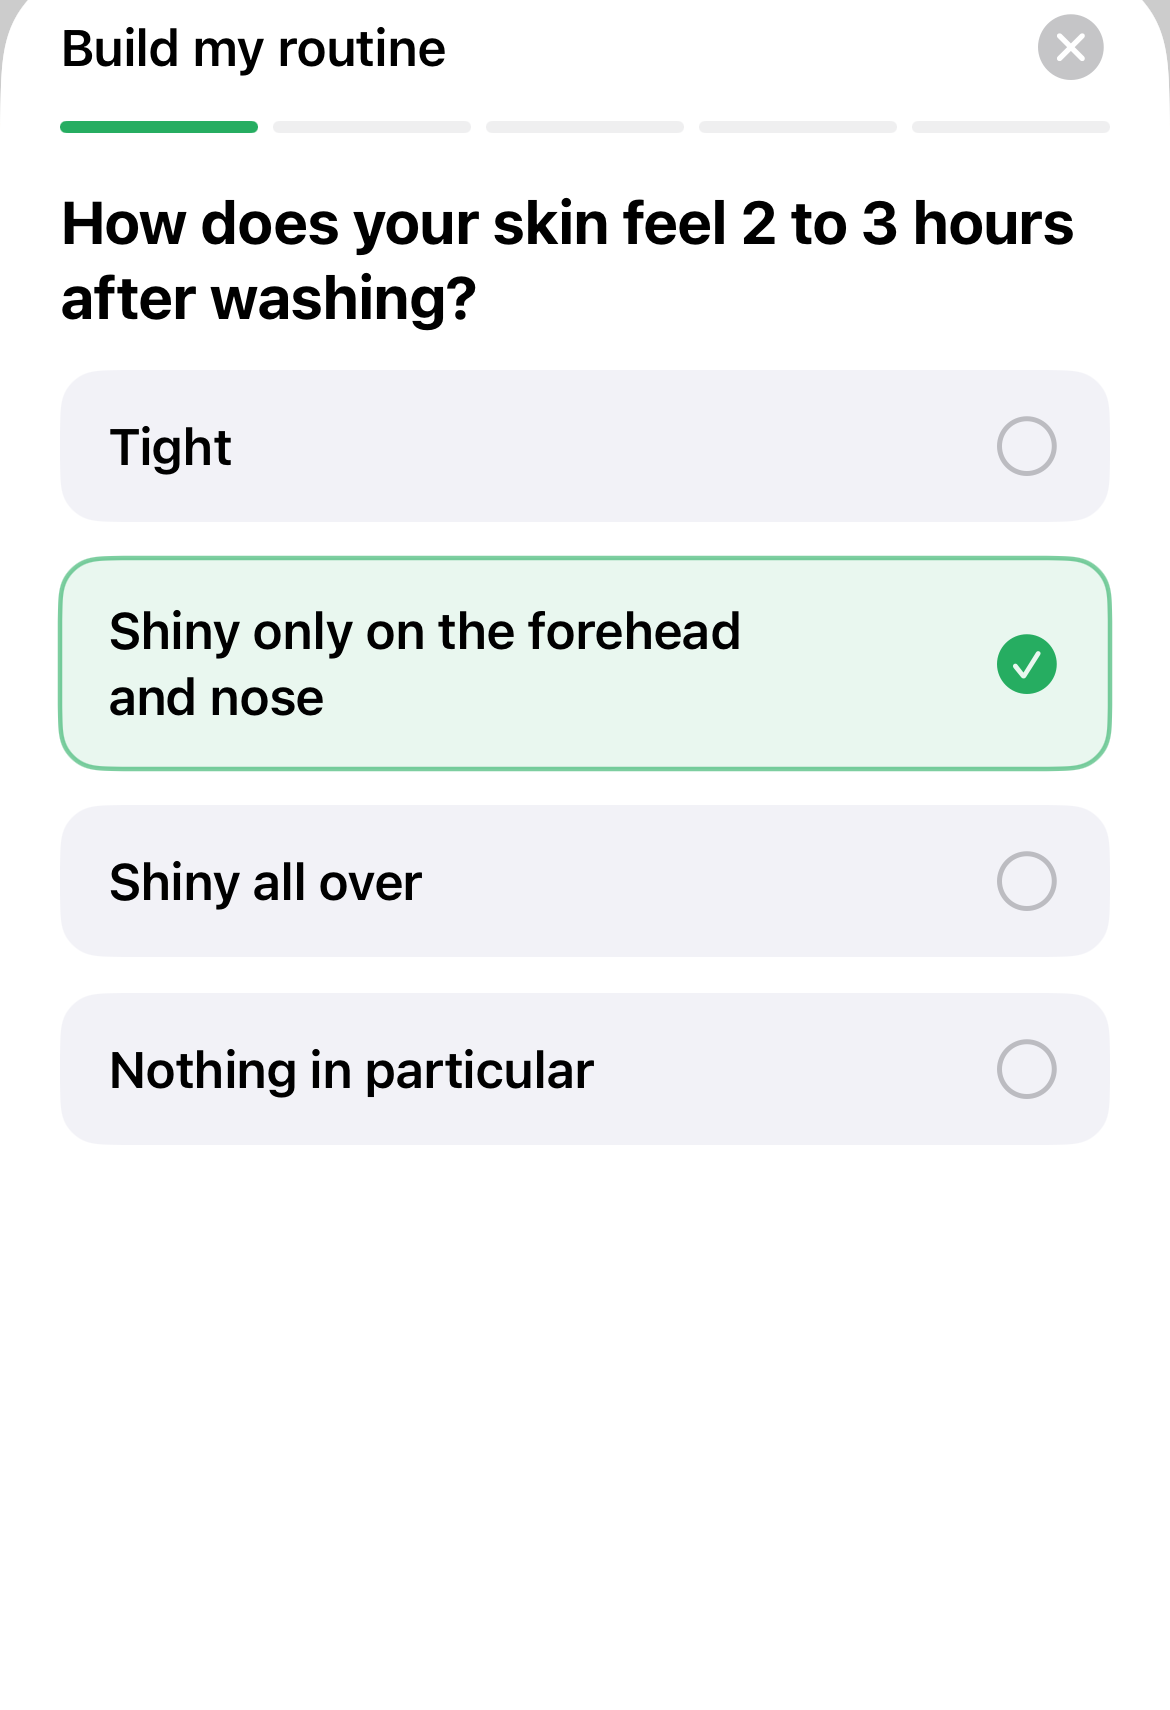 Build my routine
How does your skin feel 2 to 3 hours
after washing?
Tight
Shiny only on the forehead
and nose
Shiny all over
Nothing in particular